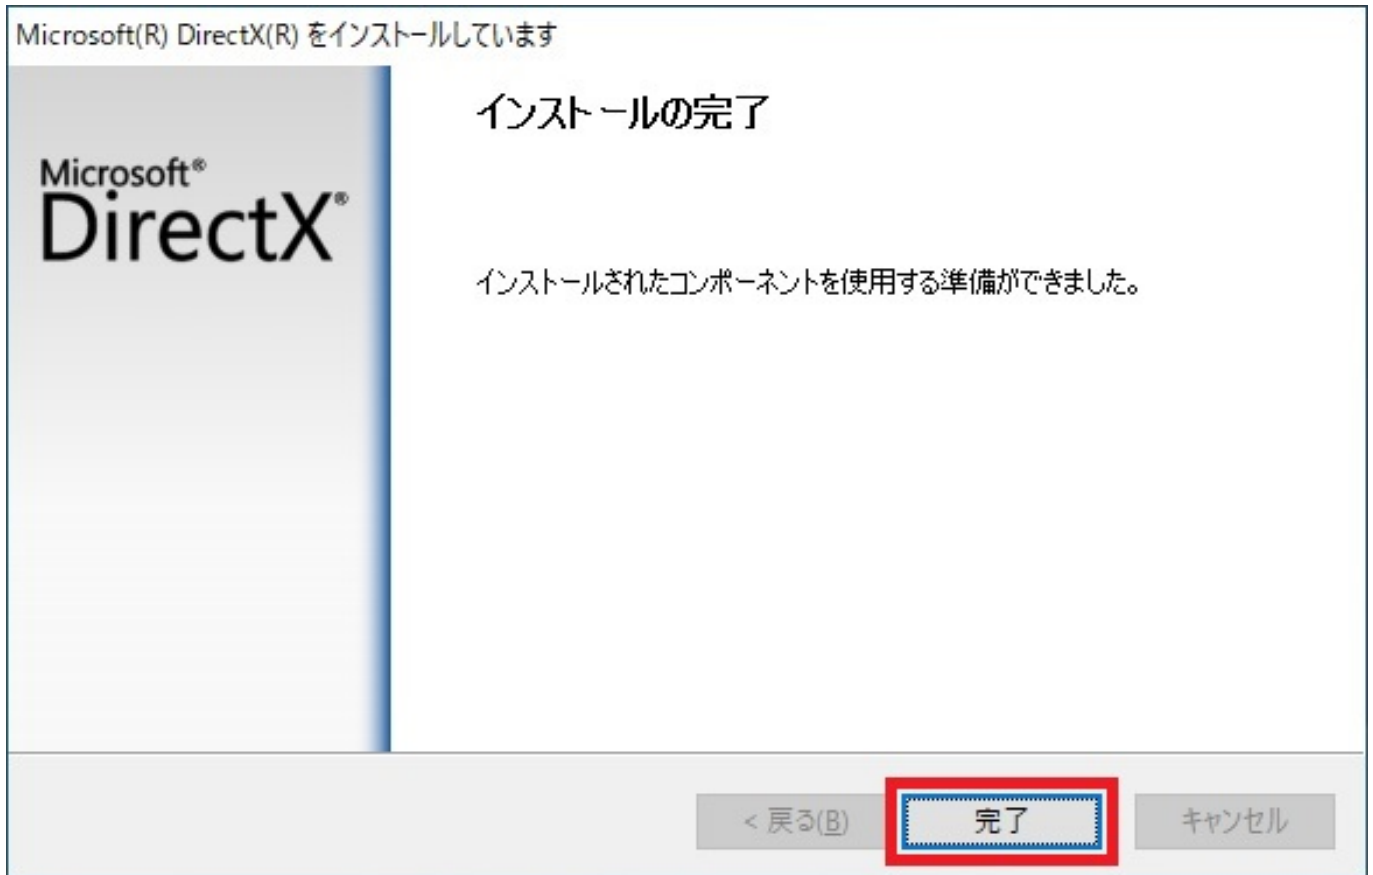 Microsoft(R) DirectX(R) をインストールしています
インストールの完了
Microsoft®
DirectX®
インストールされたコンポーネントを使用する準備ができました。
< 戻る(B)
完了
キャンセル